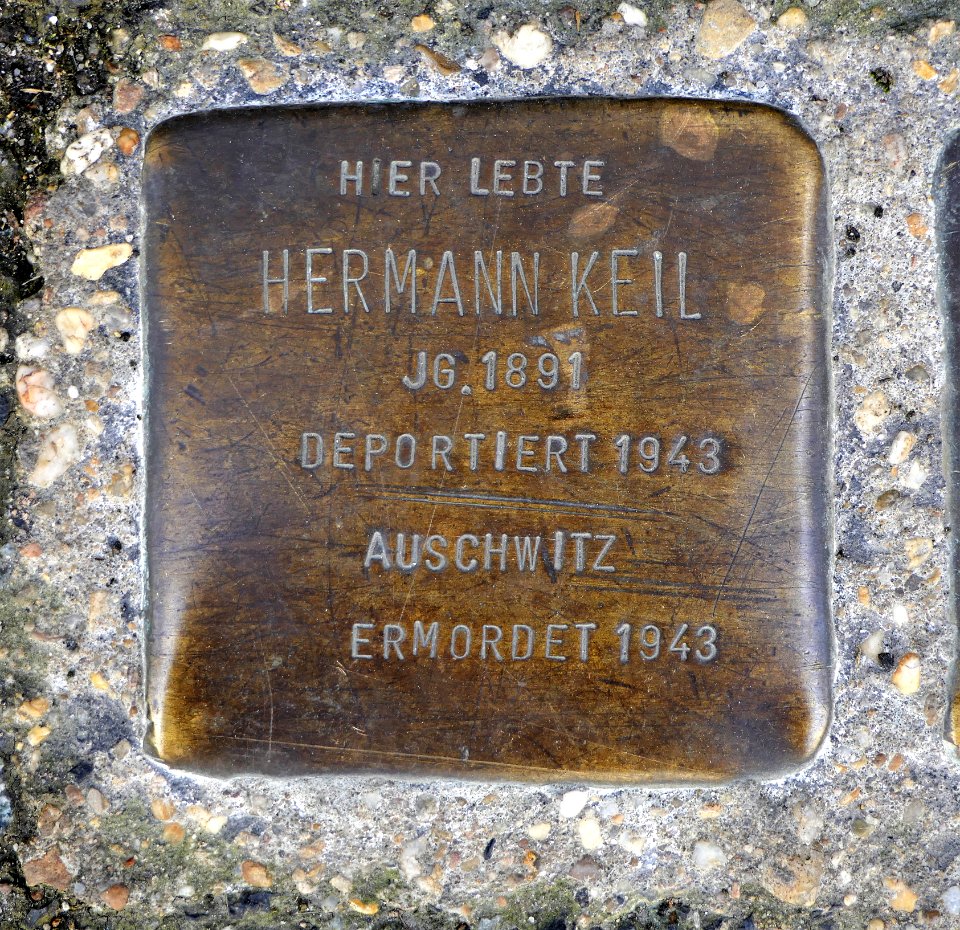 HIER LEBTE
HERMANN KEIL
JG. 1891
DEPORTIERT 1943
AUSCHWITZ
ERMORDET 1943